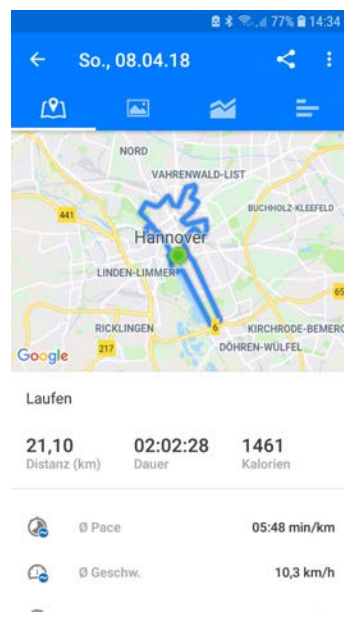 77% 14:34
So., 08.04.18
NORD
VAHRENWALD-LIST
BUCHHOLZ-KLEEFELD
441
Hannover
LINDEN-LIMMER
65
RICKLINGEN
6
KIRCHRODE-BEMERO
217
DÖHREN-WÜLFEL
Google
Laufen
21,10 02:02:28 1461
Distanz (km) Dauer Kalorien
Ø Pace 05:48 min/km
Ø Geschw. 10,3 km/h